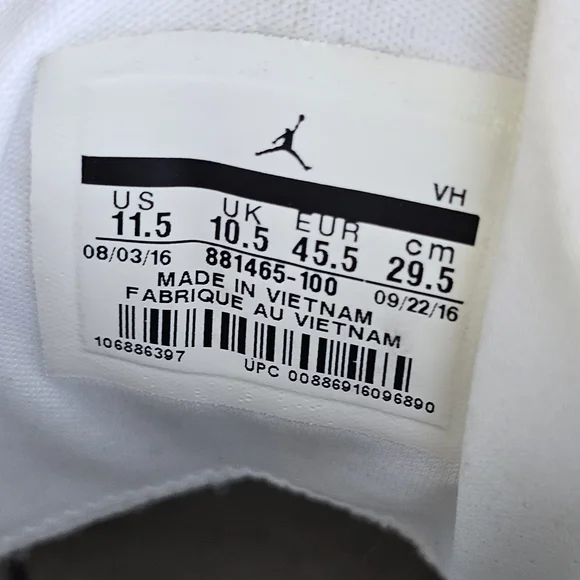 VH
US UK EUR cm
11.5 10.5 45.5 29.5
08/03/16 881465-100 09/22/16
MADE IN VIETNAM
FABRIQUE AU VIETNAM
106886397 UPC 00886916096890